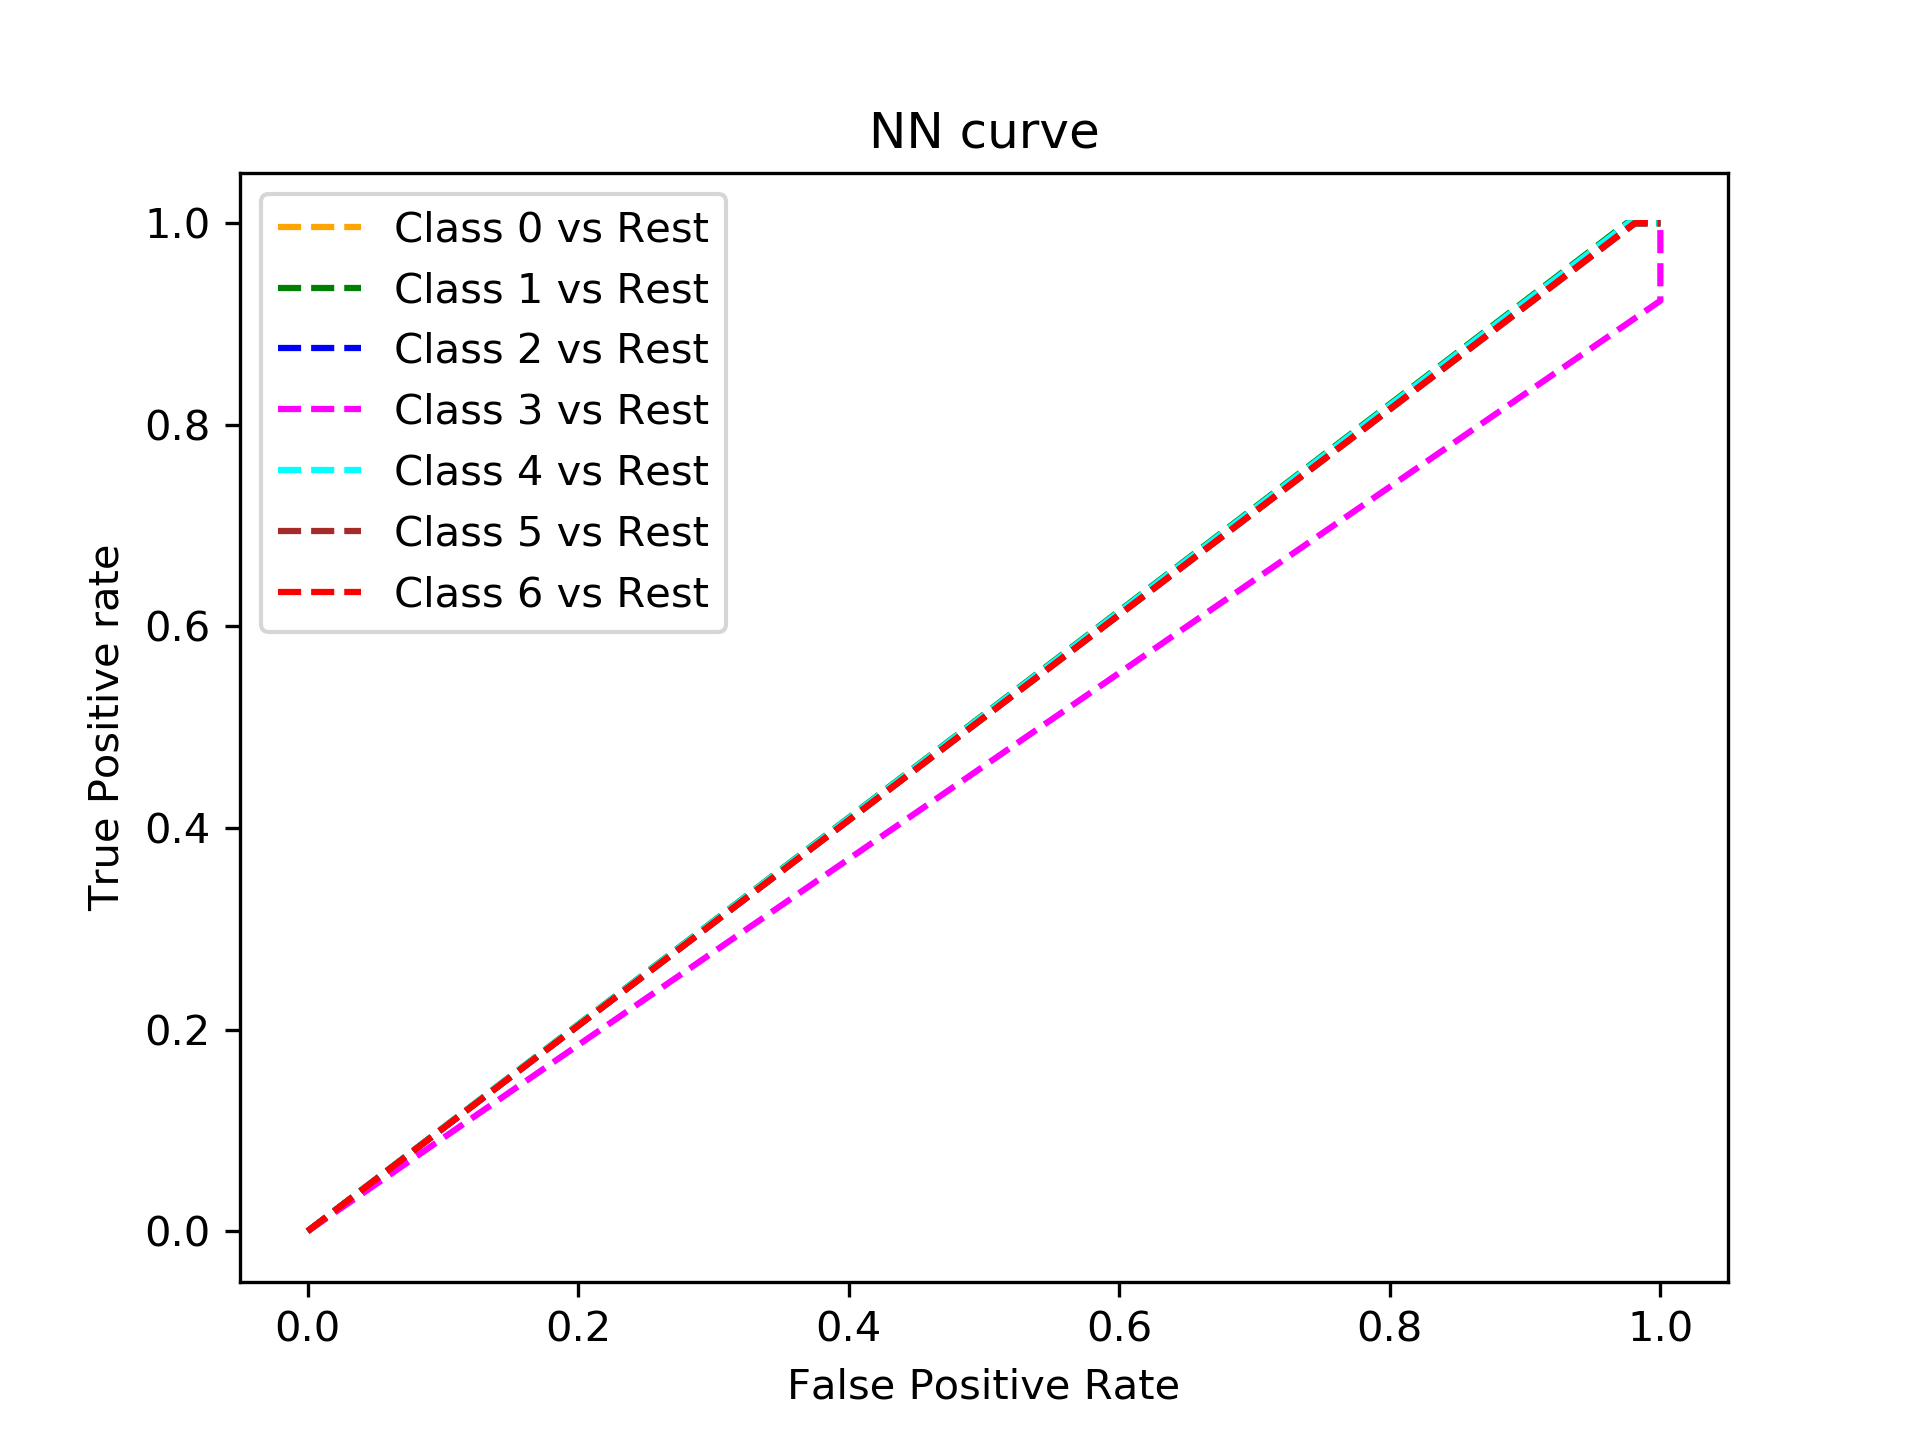 NN curve
Class 0 vs Rest
Class 1 vs Rest
Class 2 vs Rest
Class 3 vs Rest
Class 4 vs Rest
Class 5 vs Rest
Class 6 vs Rest
True Positive rate
1.0
0.8
0.6
0.4
0.2
0.0
0.0 0.2 0.4 0.6 0.8 1.0
False Positive Rate